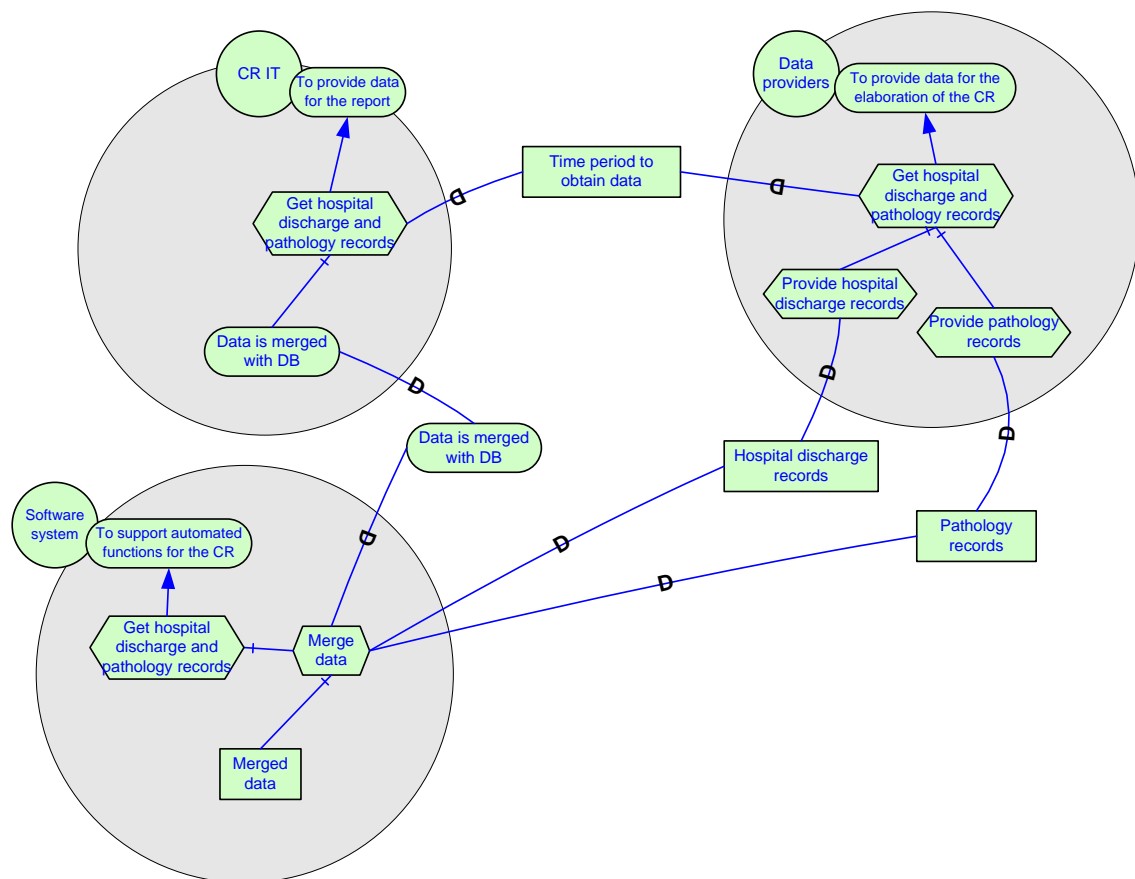 CR IT
To provide data
for the report
Data
providers
To provide data for the
elaboration of the CR
Time period to
obtain data
Get hospital
discharge and
pathology records
Get hospital
discharge and
pathology records
D
D
Provide hospital
discharge records
Provide pathology
records
Data is merged
with DB
D
D
D
Data is merged
with DB
Hospital discharge
records
Software
system
To support automated
functions for the CR
D
D
Pathology
records
D
Get hospital
discharge and
pathology records
Merge
data
Merged
data